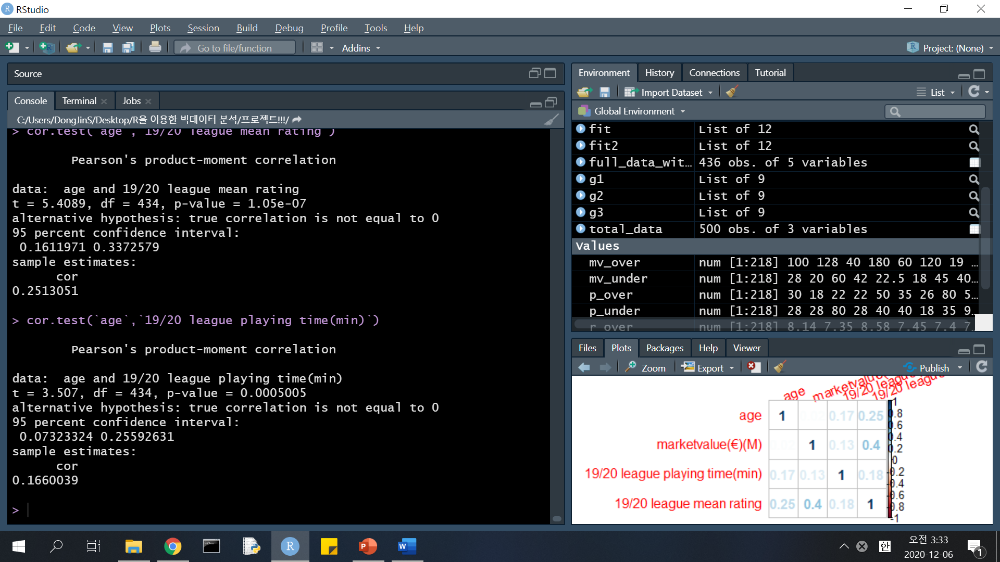 RStudio
File Edit Code View Plots Session Build Debug Profile Tools Help
Go to file/function Addins Project: (None)
Source
Console Terminal Jobs
C:/Users/DongJinS/Desktop/R을 이용한 빅데이터 분석/프로젝트!!!/
> cor.test(`age`,`19/20 league mean rating`)
Pearson's product-moment correlation
data:  age and 19/20 league mean rating
t = 5.4089, df = 434, p-value = 1.05e-07
alternative hypothesis: true correlation is not equal to 0
95 percent confidence interval:
0.1611971 0.3372579
sample estimates:
cor
0.2513051
> cor.test(`age`,`19/20 league playing time(min)`)
Pearson's product-moment correlation
data:  age and 19/20 league playing time(min)
t = 3.507, df = 434, p-value = 0.0005005
alternative hypothesis: true correlation is not equal to 0
95 percent confidence interval:
0.07323324 0.25592631
sample estimates:
cor
0.1660039
>
Environment History Connections Tutorial
Import Dataset List
Global Environment
fit List of 12
fit2 List of 12
full_data_wit… 436 obs. of 5 variables
g1 List of 9
g2 List of 9
g3 List of 9
total_data 500 obs. of 3 variables
Values
mv_over num [1:218] 100 128 40 180 60 120 19 …
mv_under num [1:218] 28 20 60 42 22.5 18 45 40…
p_over num [1:218] 30 18 22 22 50 35 26 80 5…
p_under num [1:218] 28 28 80 28 40 40 18 35 9…
r_over num [1:218] 8.14 7.35 8.58 7.45 7.4 7…
Files Plots Packages Help Viewer
Zoom Export Publish
age marketvalue( 19/20 league 19/20 league
age 1 0.02 0.17 0.25
marketvalue(€)(M) 0.02 1 0.13 0.4
19/20 league playing time(min) 0.17 0.13 1 0.18
19/20 league mean rating 0.25 0.4 0.18 1
1
0.8
0.6
0.4
0.2
0
-0.2
-0.4
-0.6
-0.8
-1
한
오전 3:33
2020-12-06
1